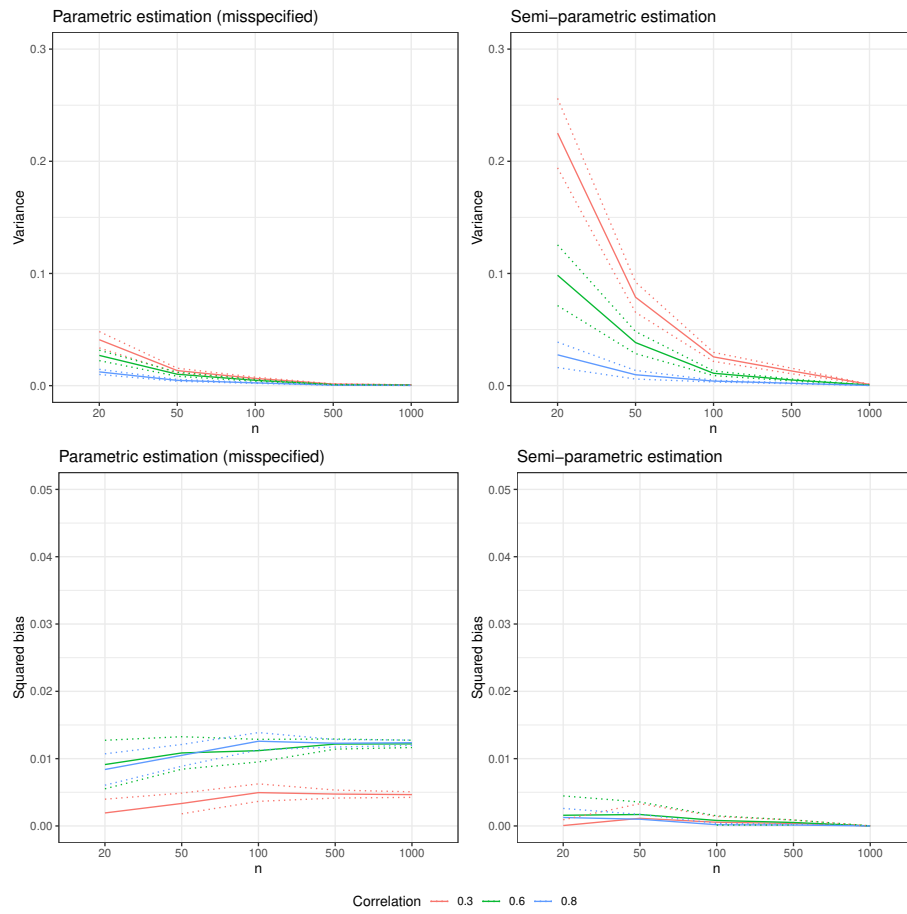 Parametric estimation (misspecified)
Semi−parametric estimation
0.3
0.2
0.1
0.0
Variance
20 50 100 500 1000
n
0.3
0.2
0.1
0.0
Variance
20 50 100 500 1000
n
Parametric estimation (misspecified)
Semi−parametric estimation
0.05
0.04
0.03
0.02
0.01
0.00
Squared bias
20 50 100 500 1000
n
0.05
0.04
0.03
0.02
0.01
0.00
Squared bias
20 50 100 500 1000
n
Correlation 0.3 0.6 0.8